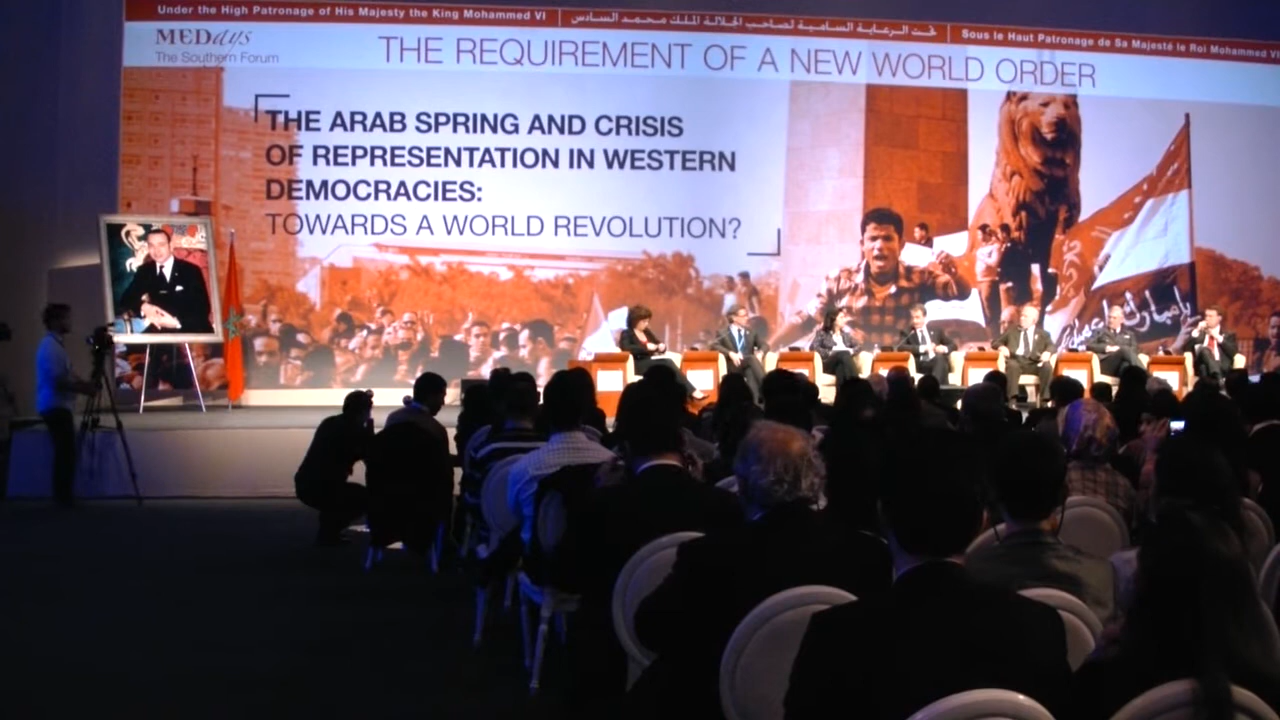 Under the High Patronage of His Majesty the King Mohammed VI
تحت الرعاية السامية لصاحب الجلالة الملك محمد السادس
Sous le Haut Patronage de Sa Majesté le Roi Mohammed VI
MEDays
The Southern Forum
THE REQUIREMENT OF A NEW WORLD ORDER
THE ARAB SPRING AND CRISIS
OF REPRESENTATION IN WESTERN
DEMOCRACIES:
TOWARDS A WORLD REVOLUTION?